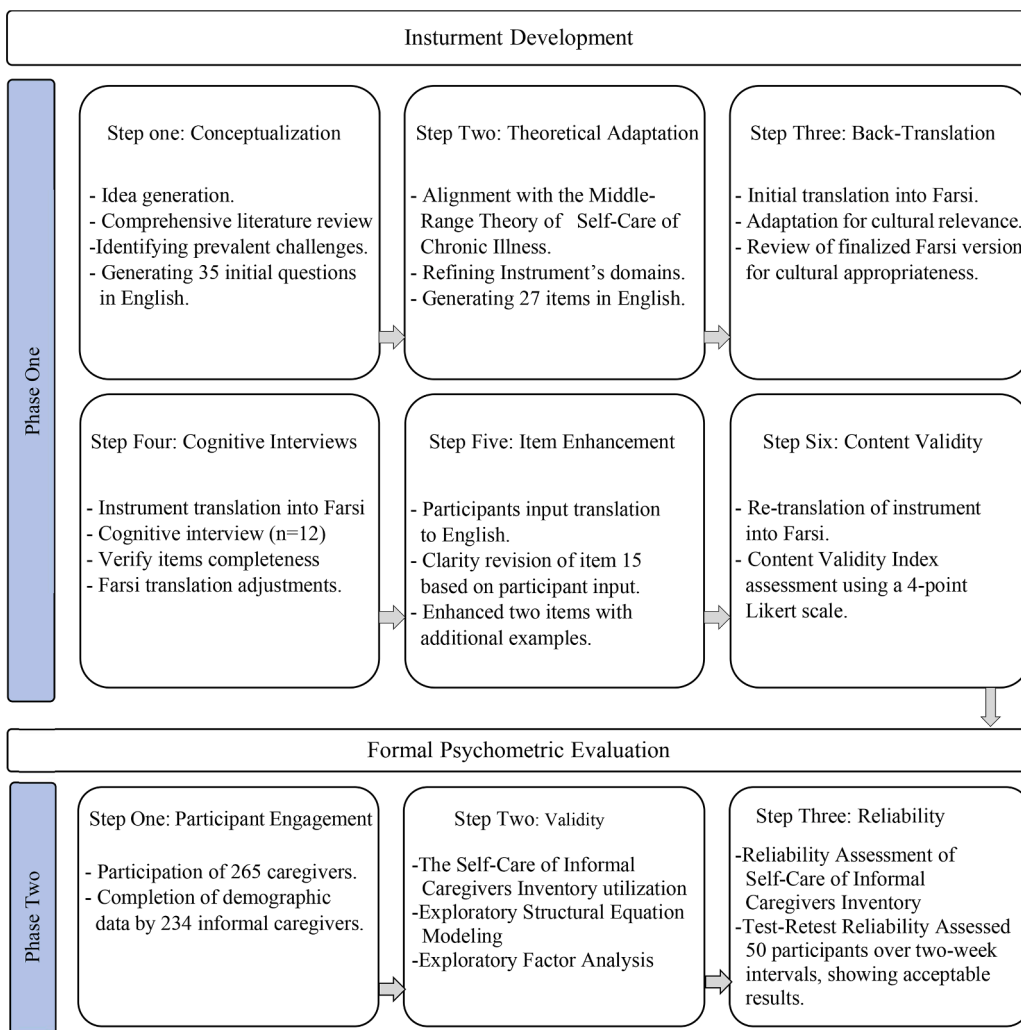 Insturment Development
Phase One
Step one: Conceptualization
- Idea generation.
- Comprehensive literature review
-Identifying prevalent challenges.
- Generating 35 initial questions
in English.
Step Two: Theoretical Adaptation
- Alignment with the Middle-
Range Theory of Self-Care of
Chronic Illness.
- Refining Instrument’s domains.
- Generating 27 items in English.
Step Three: Back-Translation
- Initial translation into Farsi.
- Adaptation for cultural relevance.
- Review of finalized Farsi version
for cultural appropriateness.
Step Four: Cognitive Interviews
- Instrument translation into Farsi
- Cognitive interview (n=12)
- Verify items completeness
- Farsi translation adjustments.
Step Five: Item Enhancement
- Participants input translation
to English.
- Clarity revision of item 15
based on participant input.
- Enhanced two items with
additional examples.
Step Six: Content Validity
- Re-translation of instrument
into Farsi.
- Content Validity Index
assessment using a 4-point
Likert scale.
Formal Psychometric Evaluation
Phase Two
Step One: Participant Engagement
- Participation of 265 caregivers.
- Completion of demographic
data by 234 informal caregivers.
Step Two: Validity
-The Self-Care of Informal
Caregivers Inventory utilization
-Exploratory Structural Equation
Modeling
-Exploratory Factor Analysis
Step Three: Reliability
-Reliability Assessment of
Self-Care of Informal
Caregivers Inventory
-Test-Retest Reliability Assessed
50 participants over two-week
intervals, showing acceptable
results.